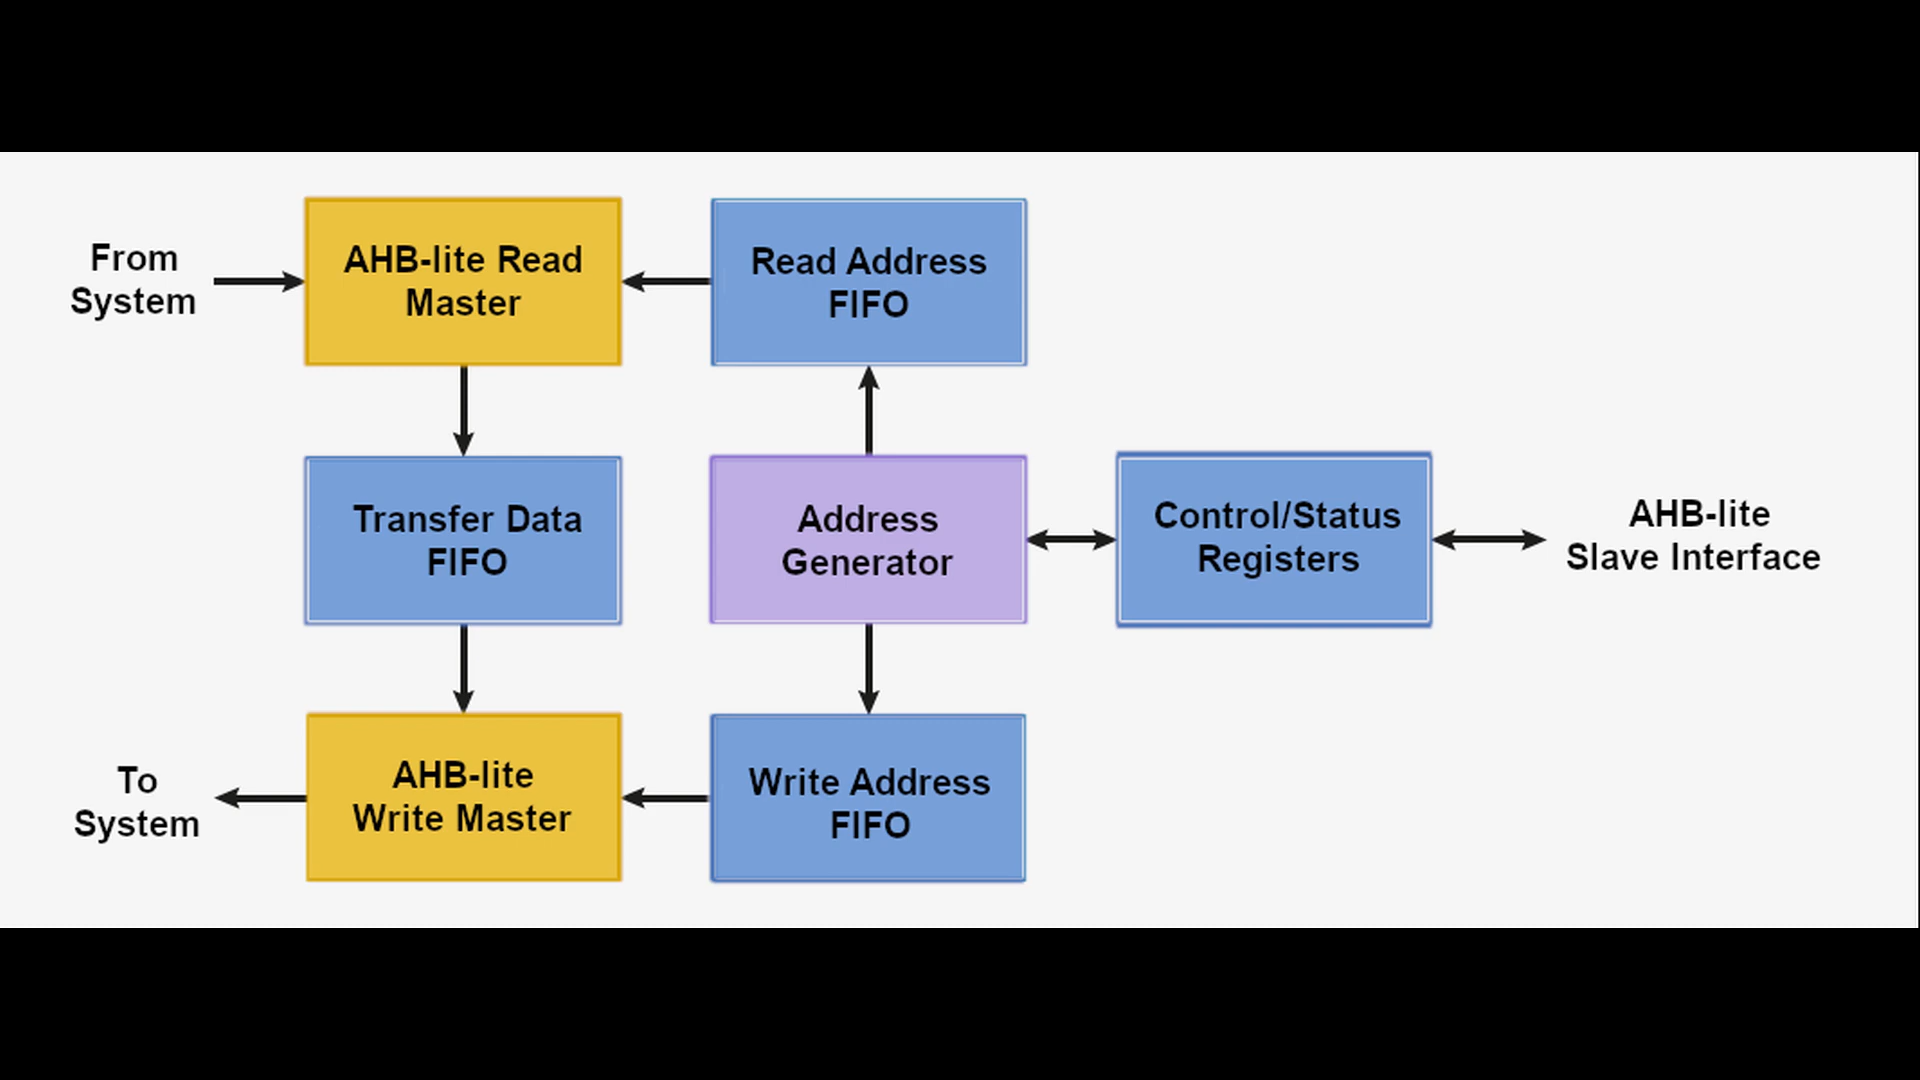 From
System
AHB-lite Read
Master
Read Address
FIFO
Transfer Data
FIFO
Address
Generator
Control/Status
Registers
AHB-lite
Slave Interface
To
System
AHB-lite
Write Master
Write Address
FIFO